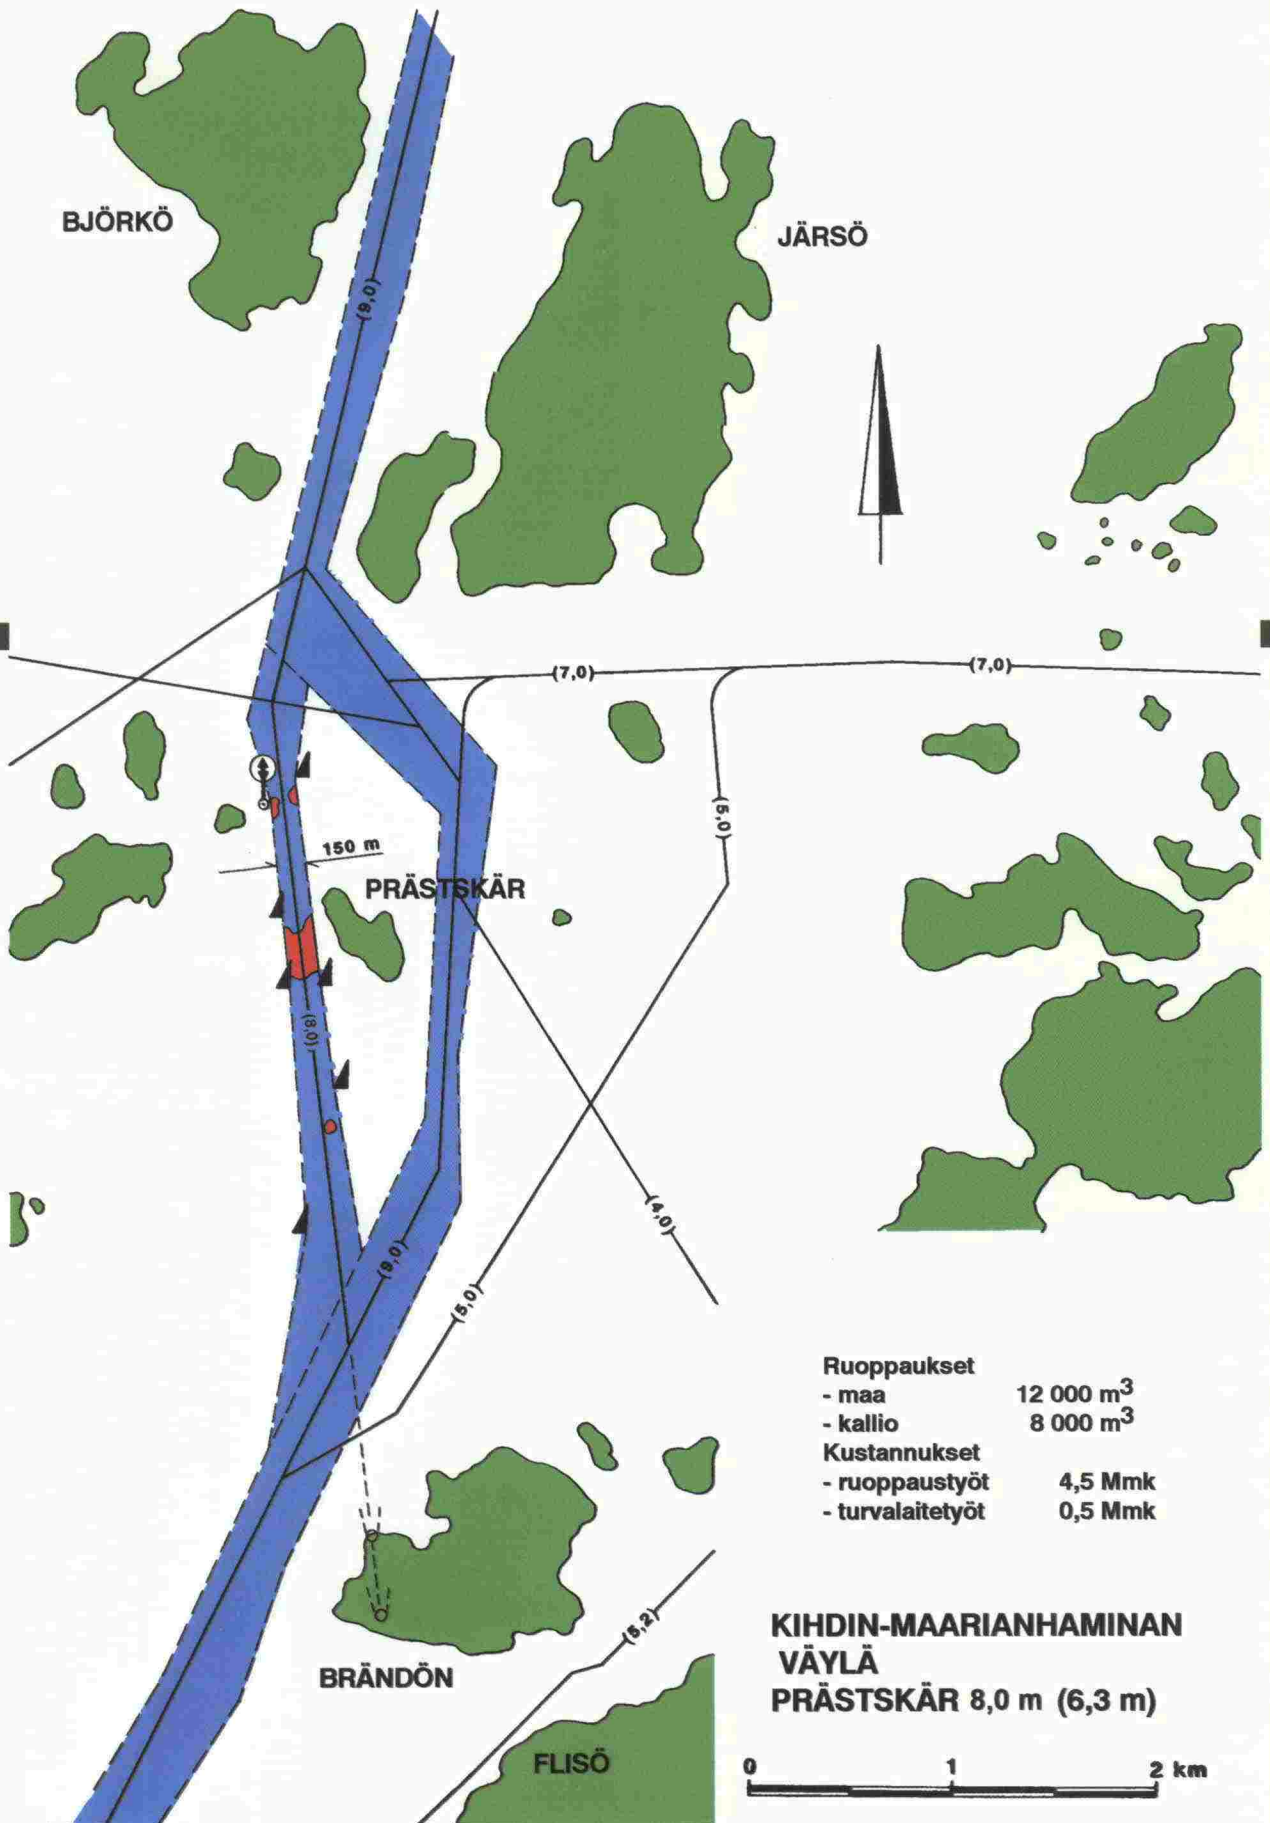 BJÖRKÖ
JÄRSÖ
(9,0)
(7,0)
(7,0)
(5,0)
150 m
PRÄSTSKÄR
(8,0)
(4,0)
(9,0)
(5,0)
Ruoppaukset
- maa 12 000 m³
- kallio 8 000 m³
Kustannukset
- ruoppaustyöt 4,5 Mmk
- turvalaitetyöt 0,5 Mmk
(5,2)
KIHDIN-MAARIANHAMINAN
VÄYLÄ
PRÄSTSKÄR 8,0 m (6,3 m)
BRÄNDÖN
FLISÖ
0 1 2 km